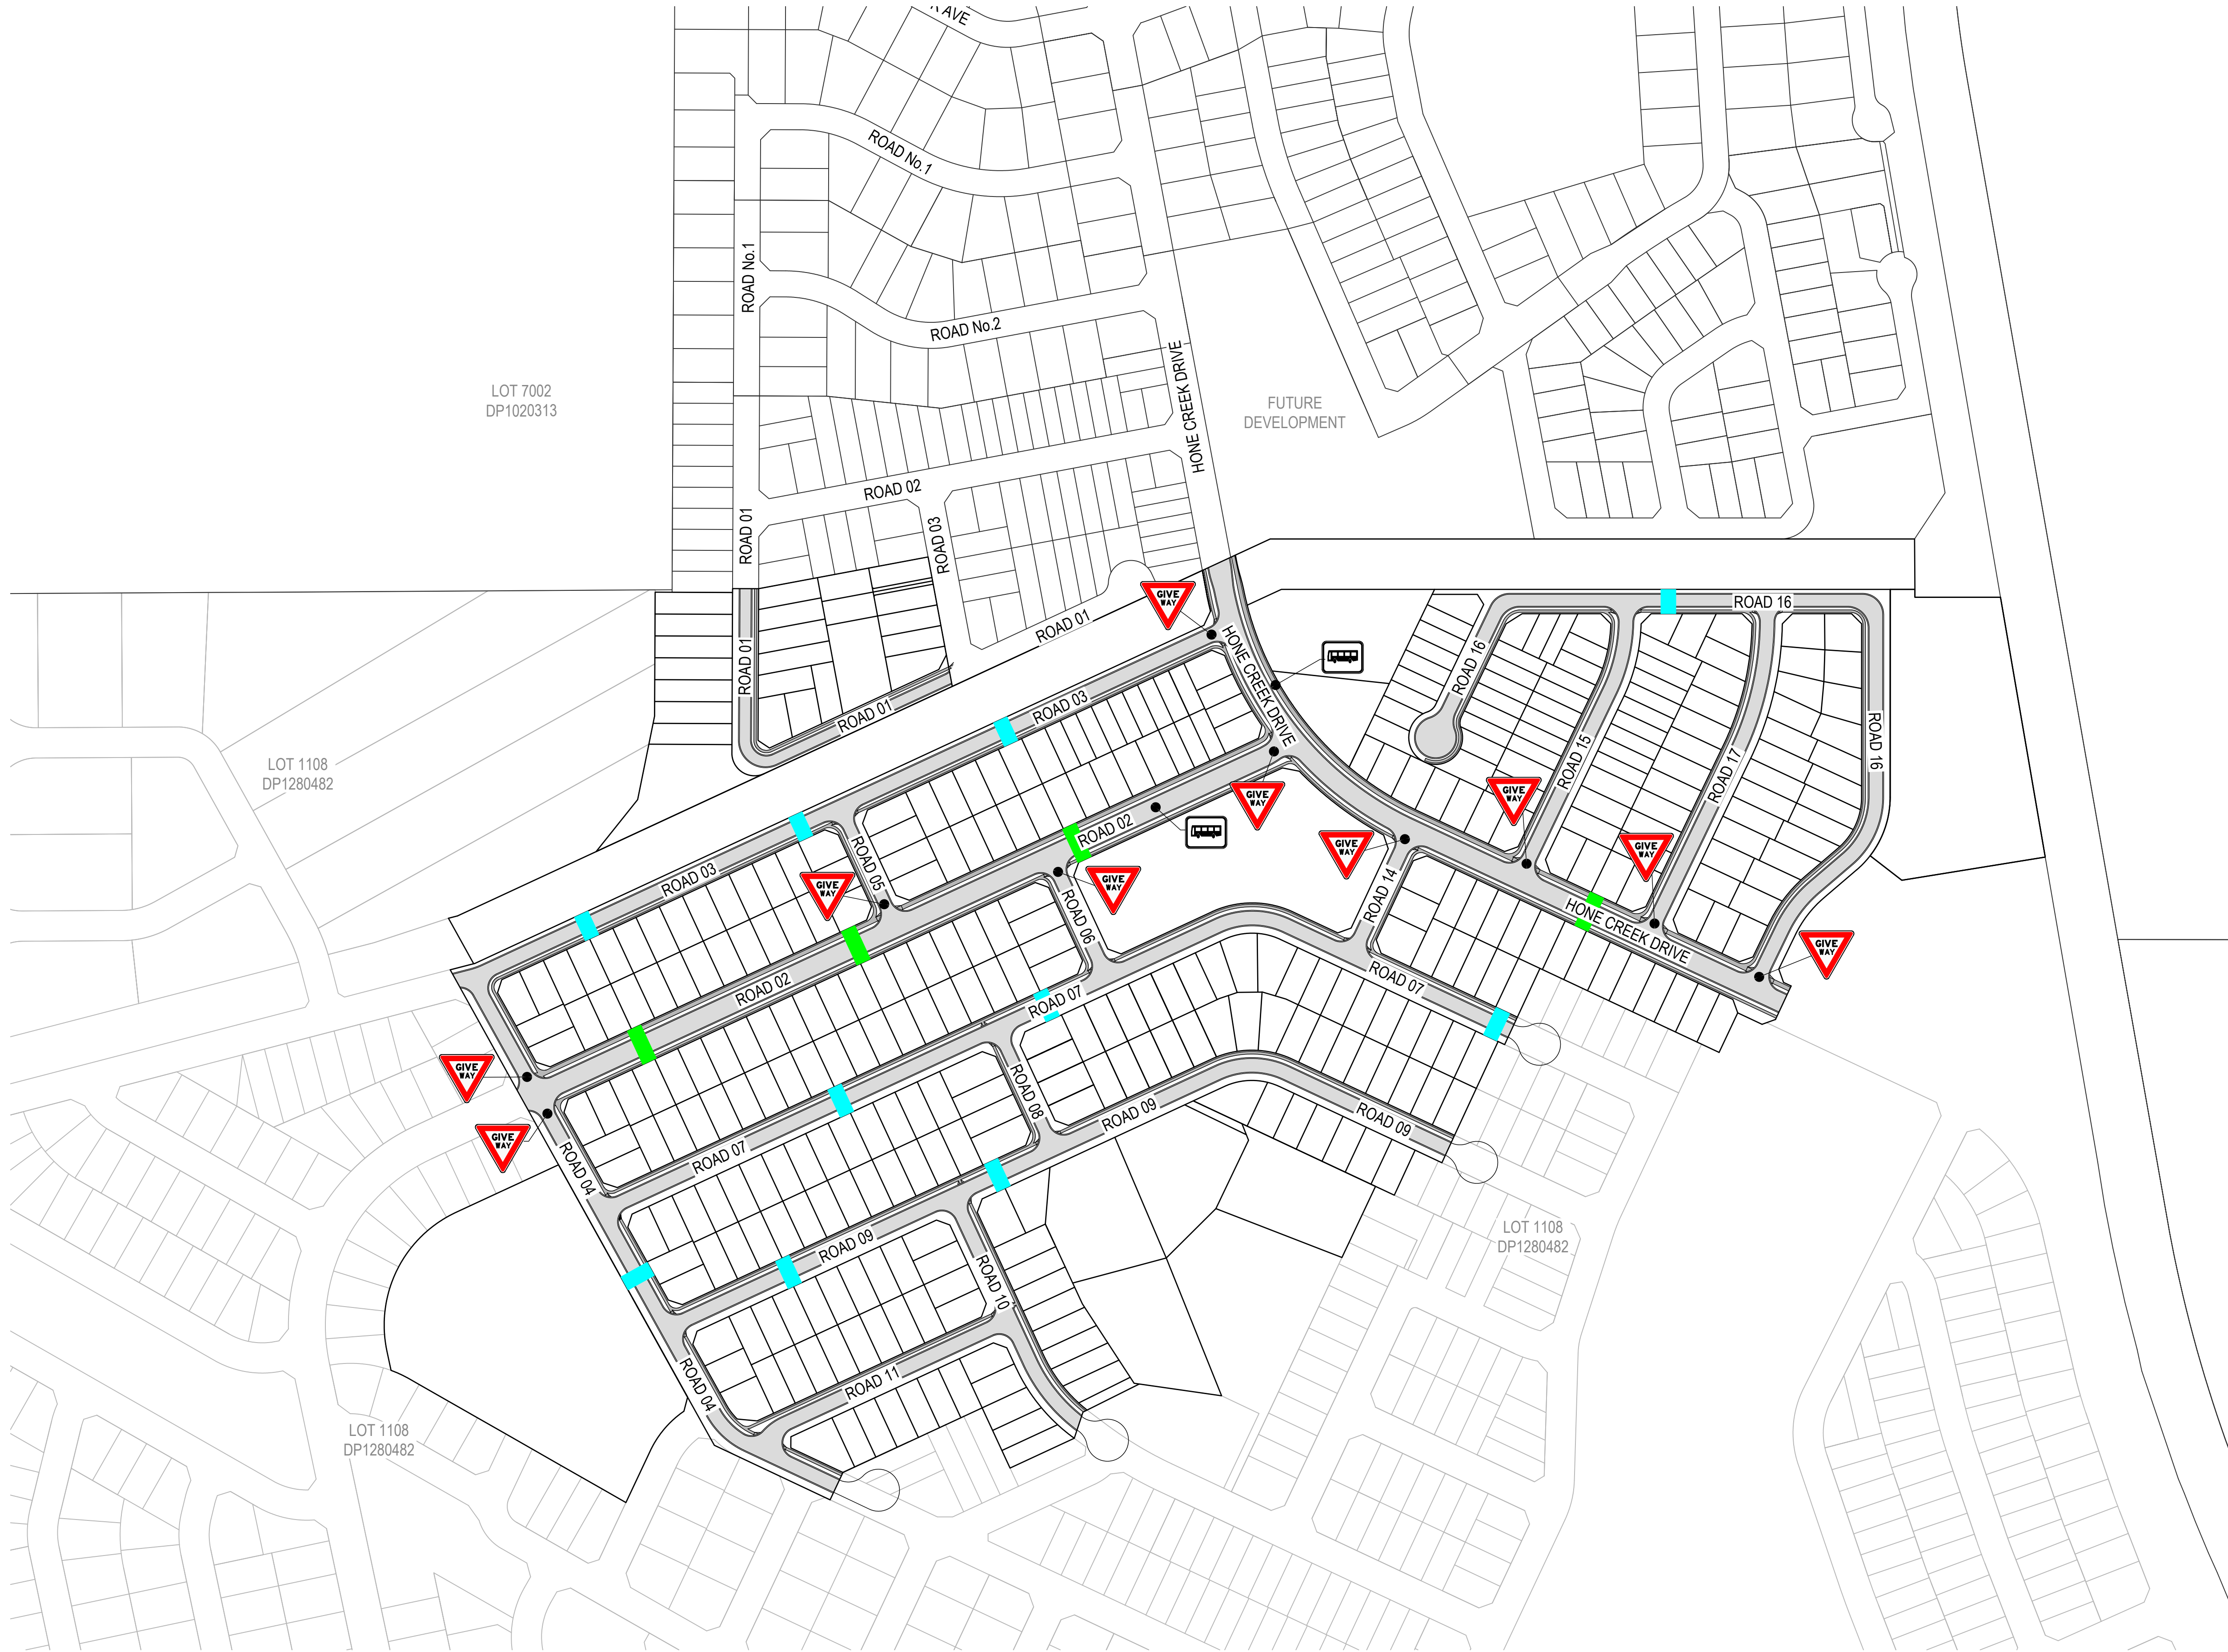 AVE
ROAD No.1
ROAD No.1
ROAD No.2
HONE CREEK DRIVE
LOT 7002
DP1020313
FUTURE
DEVELOPMENT
ROAD 02
ROAD 01
ROAD 03
ROAD 01
GIVE
WAY
ROAD 16
ROAD 01
HONE CREEK DRIVE
ROAD 16
ROAD 01
ROAD 03
ROAD 16
LOT 1108
DP1280482
ROAD 15
ROAD 17
GIVE
WAY
GIVE
WAY
ROAD 02
GIVE
WAY
GIVE
WAY
ROAD 03
ROAD 05
GIVE
WAY
GIVE
WAY
ROAD 14
ROAD 06
HONE CREEK DRIVE
GIVE
WAY
ROAD 02
ROAD 07
ROAD 07
GIVE
WAY
ROAD 08
ROAD 09
ROAD 09
GIVE
WAY
ROAD 04
ROAD 07
LOT 1108
DP1280482
ROAD 09
ROAD 10
ROAD 04
ROAD 11
LOT 1108
DP1280482